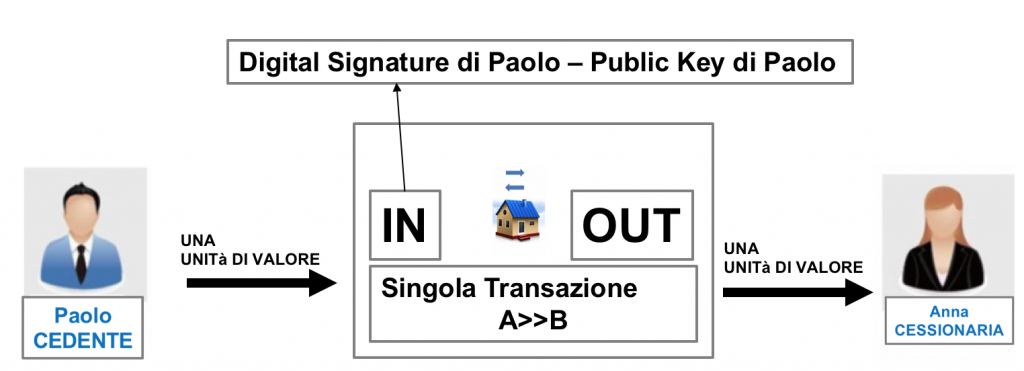 Digital Signature di Paolo – Public Key di Paolo
IN
OUT
UNA
UNITà DI VALORE
Singola Transazione
A>>B
UNA
UNITà DI VALORE
Paolo
CEDENTE
Anna
CESSIONARIA